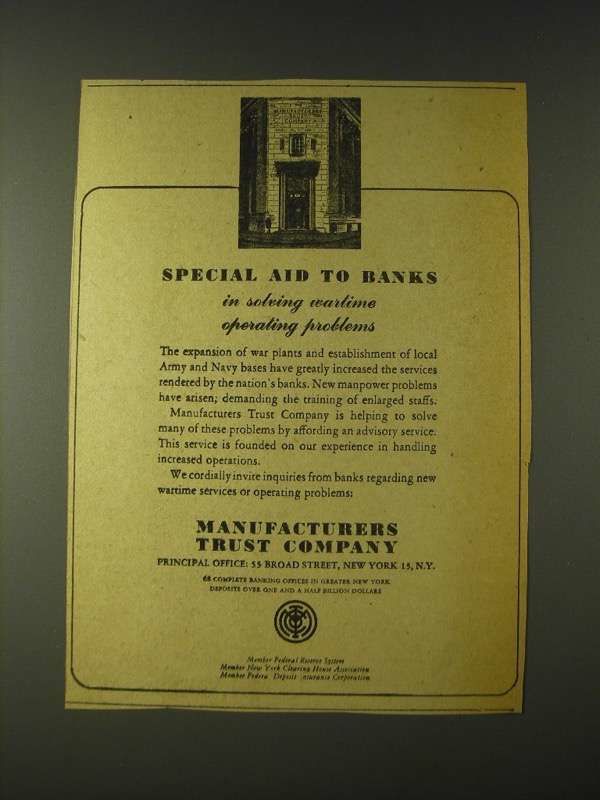 MANUFACTURERS
TRUST
COMPANY
SPECIAL AID TO BANKS
in solving wartime
operating problems
The expansion of war plants and establishment of local
Army and Navy bases have greatly increased the services
rendered by the nation's banks. New manpower problems
have arisen; demanding the training of enlarged staffs.
Manufacturers Trust Company is helping to solve
many of these problems by affording an advisory service.
This service is founded on our experience in handling
increased operations.
We cordially invite inquiries from banks regarding new
wartime services or operating problems:
MANUFACTURERS
TRUST COMPANY
PRINCIPAL OFFICE: 55 BROAD STREET, NEW YORK 15, N.Y.
68 COMPLETE BANKING OFFICES IN GREATER NEW YORK
DEPOSITS OVER ONE AND A HALF BILLION DOLLARS
Member Federal Reserve System
Member New York Clearing House Association
Member Federa Deposit nsurance Corporation